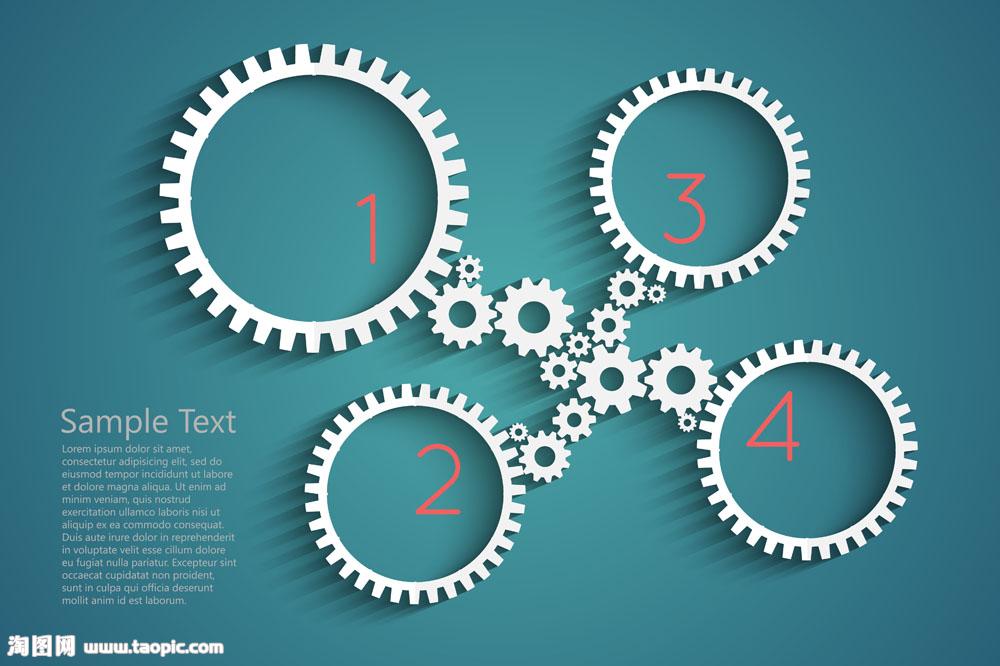 1
3
2
4
Sample Text
Lorem ipsum dolor sit amet,
consectetur adipisicing elit, sed do
eiusmod tempor incididunt ut labore
et dolore magna aliqua. Ut enim ad
minim veniam, quis nostrud
exercitation ullamco laboris nisi ut
aliquip ex ea commodo consequat.
Duis aute irure dolor in reprehenderit
in voluptate velit esse cillum dolore
eu fugiat nulla pariatur. Excepteur sint
occaecat cupidatat non proident,
sunt in culpa qui officia deserunt
mollit anim id est laborum.
淘图网 www.taopic.com